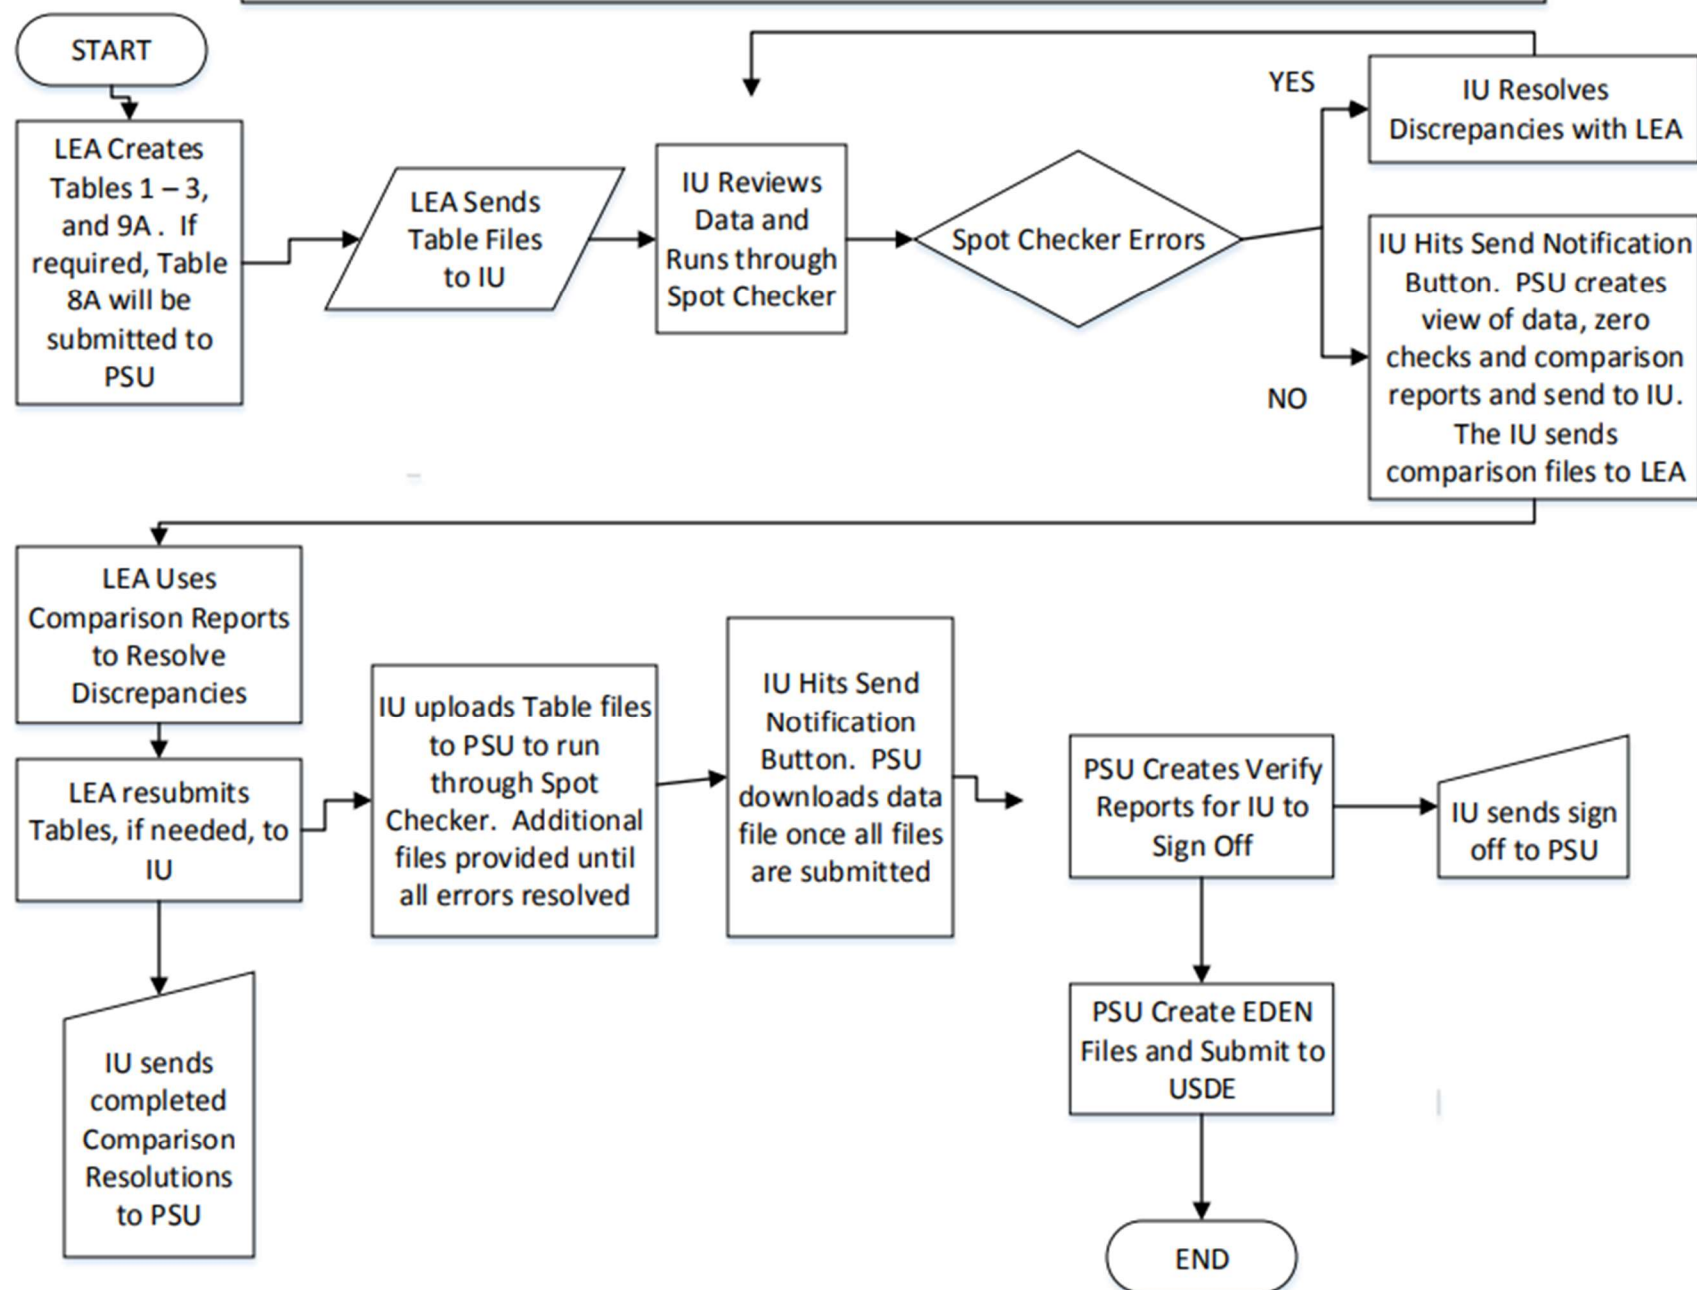 START
LEA Creates
Tables 1 – 3,
and 9A .  If
required, Table
8A will be
submitted to
PSU
LEA Sends
Table Files
to IU
IU Reviews
Data and
Runs through
Spot Checker
Spot Checker Errors
YES
IU Resolves
Discrepancies with LEA
NO
IU Hits Send Notification
Button.  PSU creates
view of data, zero
checks and comparison
reports and send to IU.
The IU sends
comparison files to LEA
LEA Uses
Comparison Reports
to Resolve
Discrepancies
LEA resubmits
Tables, if needed, to
IU
IU sends
completed
Comparison
Resolutions
to PSU
IU uploads Table files
to PSU to run
through Spot
Checker.  Additional
files provided until
all errors resolved
IU Hits Send
Notification
Button.  PSU
downloads data
file once all files
are submitted
PSU Creates Verify
Reports for IU to
Sign Off
IU sends sign
off to PSU
PSU Create EDEN
Files and Submit to
USDE
END